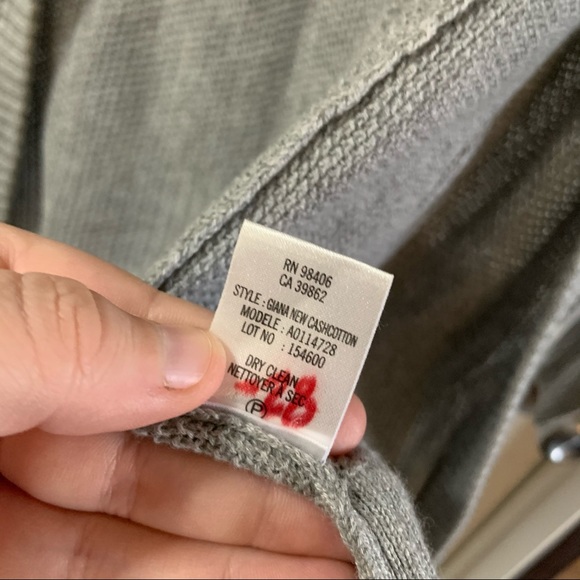 RN 98406
CA 39862
STYLE : GIANA NEW CASHCOTTON
MODELE : A0114728
LOT NO : 154600
DRY CLEAN
NETTOYER À SEC
P